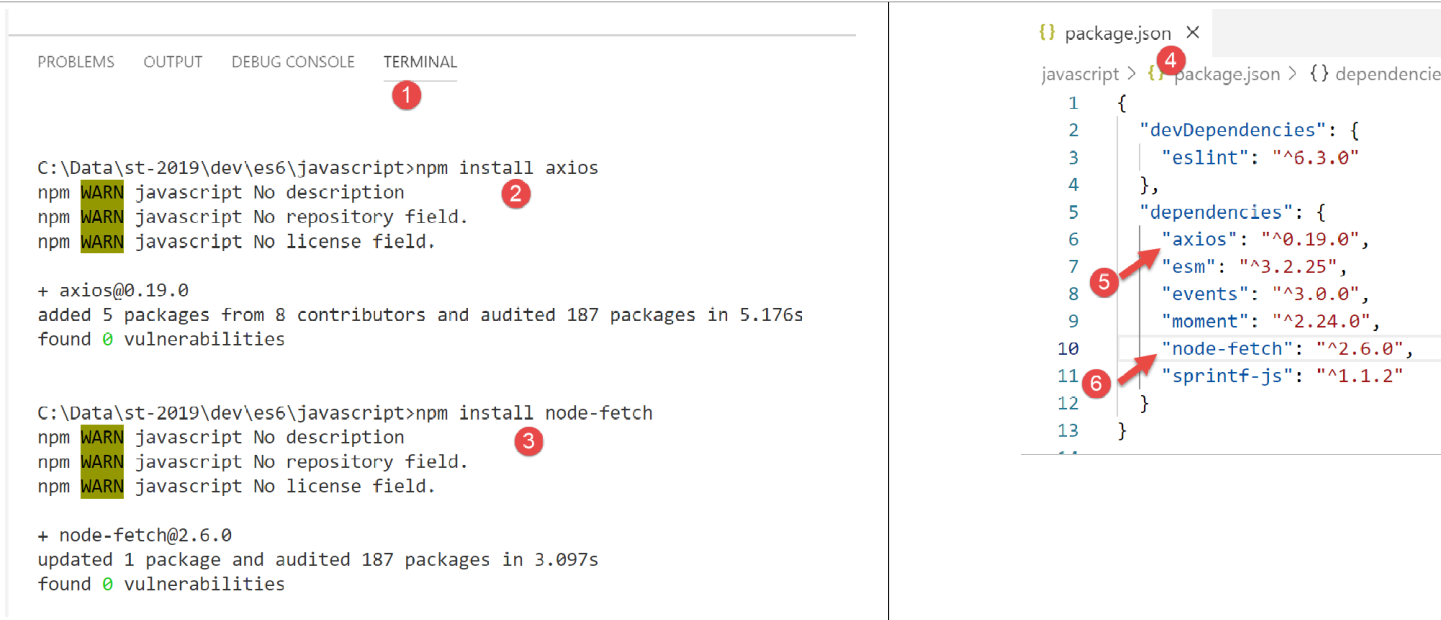 PROBLEMS OUTPUT DEBUG CONSOLE TERMINAL
1
C:\Data\st-2019\dev\es6\javascript>npm install axios
npm WARN javascript No description
2
npm WARN javascript No repository field.
npm WARN javascript No license field.
+ axios@0.19.0
added 5 packages from 8 contributors and audited 187 packages in 5.176s
found 0 vulnerabilities
C:\Data\st-2019\dev\es6\javascript>npm install node-fetch
npm WARN javascript No description
3
npm WARN javascript No repository field.
npm WARN javascript No license field.
+ node-fetch@2.6.0
updated 1 package and audited 187 packages in 3.097s
found 0 vulnerabilities
{} package.json ×
4
javascript > {} package.json > {} dependencie
1 {
2 "devDependencies": {
3 "eslint": "^6.3.0"
4 },
5 "dependencies": {
6 "axios": "^0.19.0",
7 "esm": "^3.2.25",
5
8 "events": "^3.0.0",
9 "moment": "^2.24.0",
10 "node-fetch": "^2.6.0",
11 "sprintf-js": "^1.1.2"
6
12 }
13 }